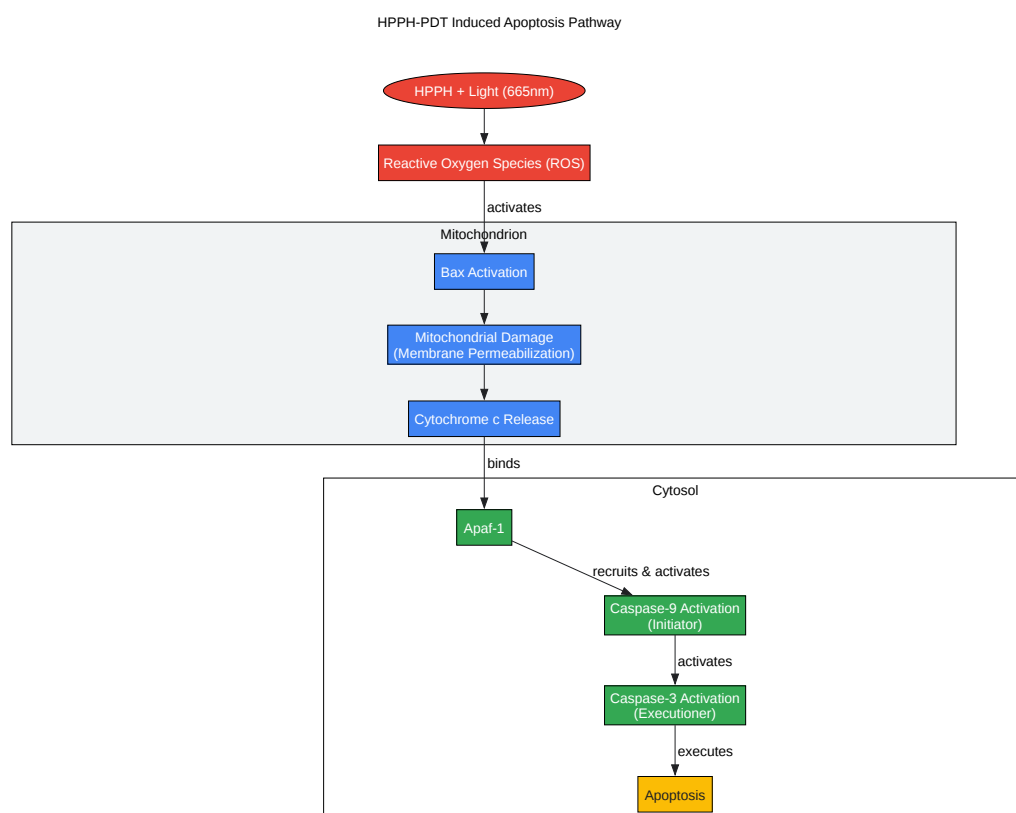 HPPH-PDT Induced Apoptosis Pathway
HPPH + Light (665nm)
Reactive Oxygen Species (ROS)
activates
Mitochondrion
Bax Activation
Mitochondrial Damage
(Membrane Permeabilization)
Cytochrome c Release
binds
Cytosol
Apaf-1
recruits & activates
Caspase-9 Activation
(Initiator)
activates
Caspase-3 Activation
(Executioner)
executes
Apoptosis